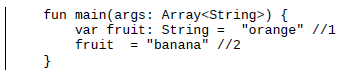 fun main(args: Array<String>) {
    var fruit: String =  "orange" //1
    fruit  = "banana" //2
}